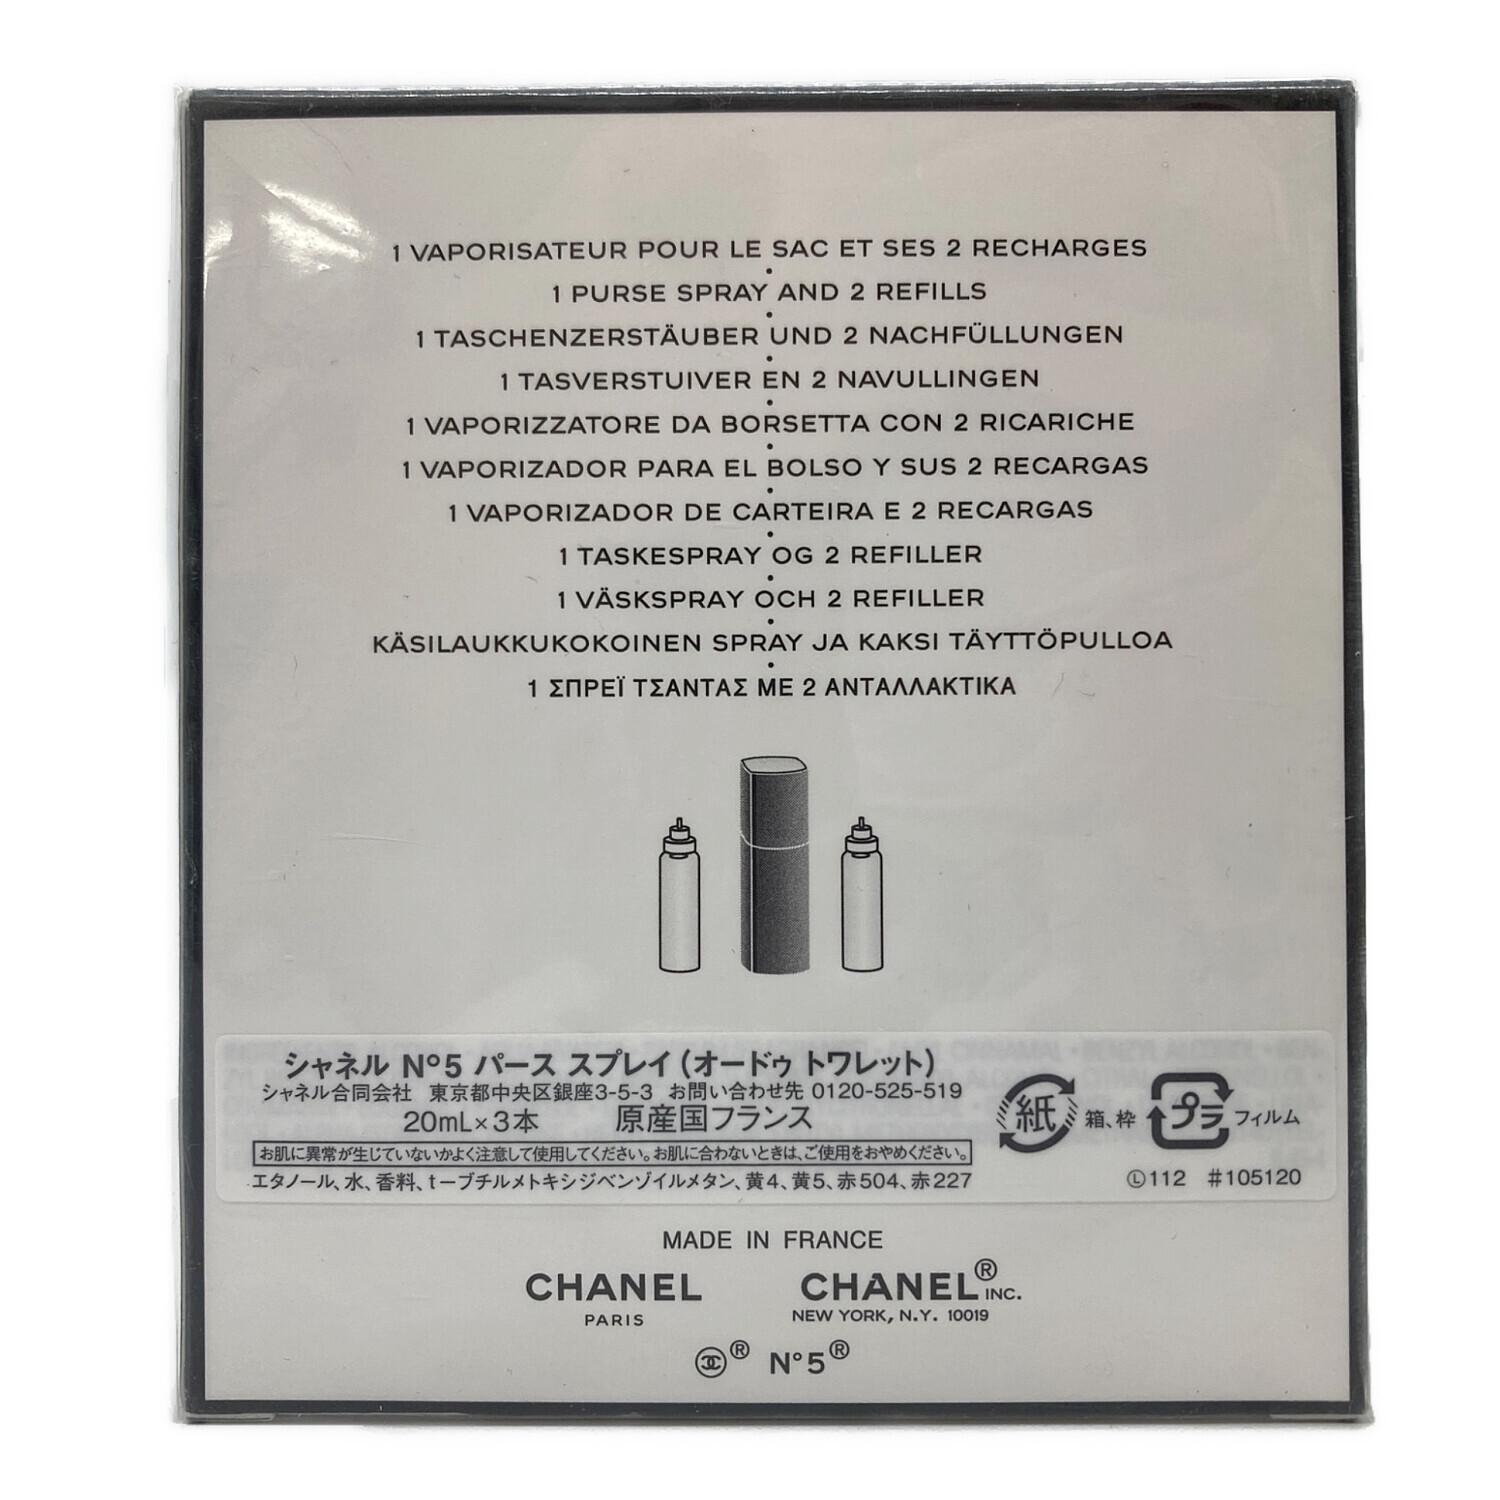 1 VAPORISATEUR POUR LE SAC ET SES 2 RECHARGES
1 PURSE SPRAY AND 2 REFILLS
1 TASCHENZERSTÄUBER UND 2 NACHFÜLLUNGEN
1 TASVERSTUIVER EN 2 NAVULLINGEN
1 VAPORIZZATORE DA BORSETTA CON 2 RICARICHE
1 VAPORIZADOR PARA EL BOLSO Y SUS 2 RECARGAS
1 VAPORIZADOR DE CARTEIRA E 2 RECARGAS
1 TASKESPRAY OG 2 REFILLER
1 VÄSKSPRAY OCH 2 REFILLER
KÄSILAUKKUKOKOINEN SPRAY JA KAKSI TÄYTTÖPULLOA
1 ΣΠΡΕΪ ΤΣΑΝΤΑΣ ΜΕ 2 ΑΝΤΑΛΛΑΚΤΙΚΑ
シャネル N°5 パース スプレイ (オードゥ トワレット)
シャネル合同会社 東京都中央区銀座3-5-3 お問い合わせ先 0120-525-519
20mL×3本 原産国フランス
紙 箱、枠 プラ フィルム
お肌に異常が生じていないかよく注意して使用してください。お肌に合わないときは、ご使用をおやめください。
エタノール、水、香料、t-ブチルメトキシジベンゾイルメタン、黄4、黄5、赤504、赤227
Ⓛ112 #105120
MADE IN FRANCE
CHANEL CHANEL® INC.
PARIS NEW YORK, N.Y. 10019
® N°5®